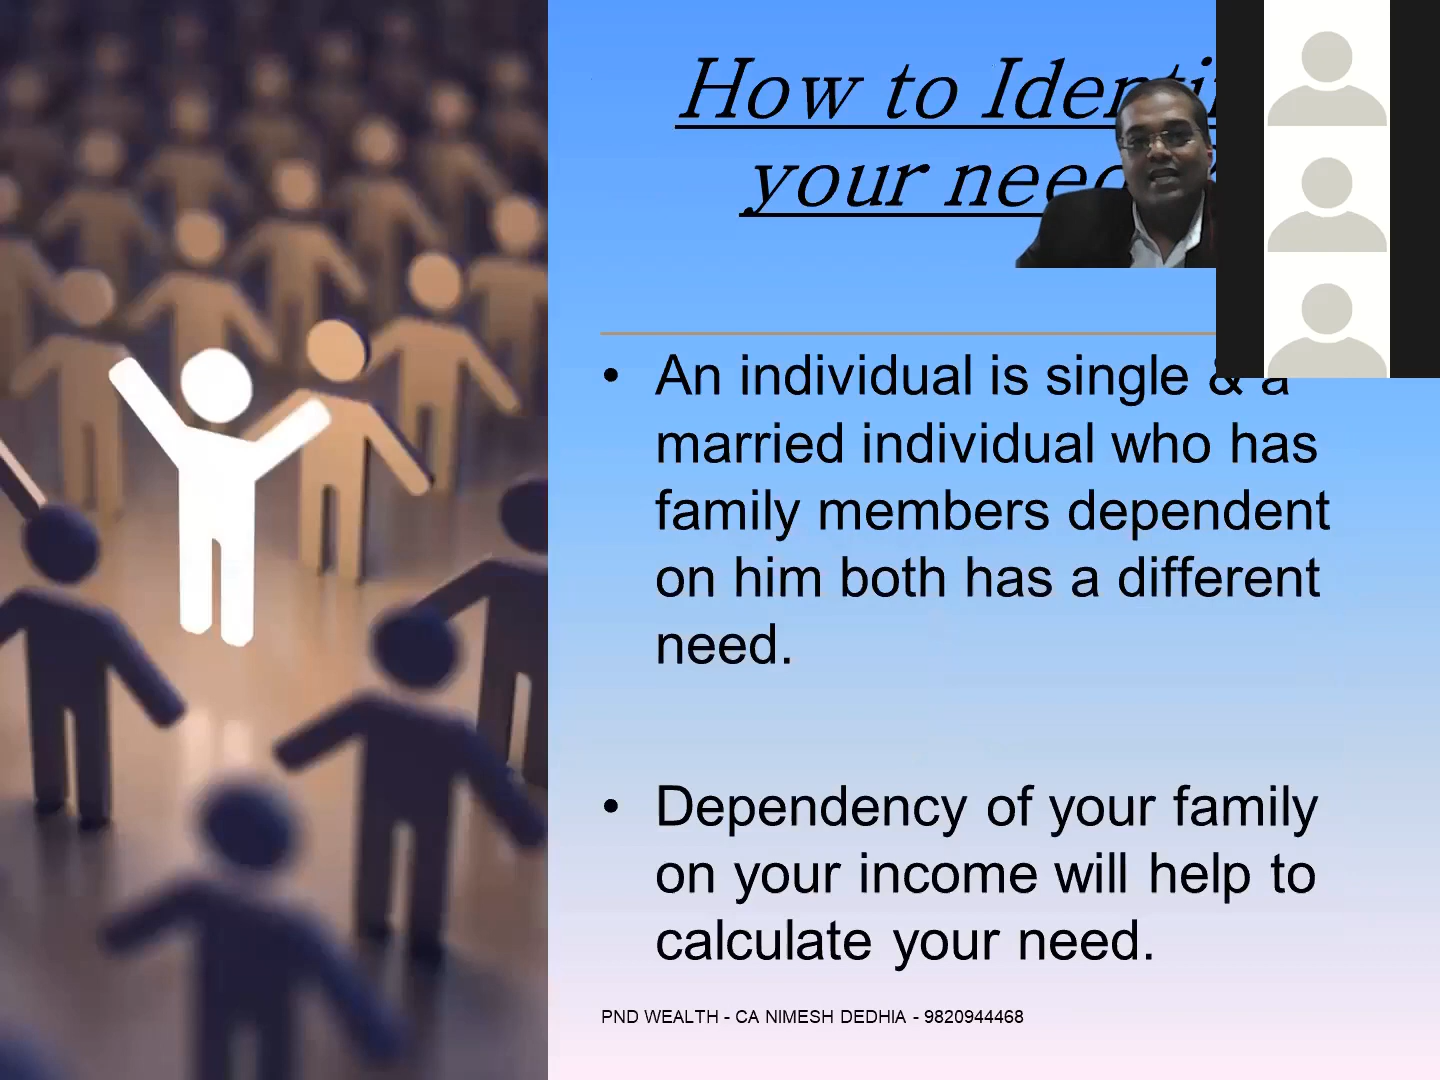 How to Identi
your nee
• An individual is single & a
married individual who has
family members dependent
on him both has a different
need.
• Dependency of your family
on your income will help to
calculate your need.
PND WEALTH - CA NIMESH DEDHIA - 9820944468